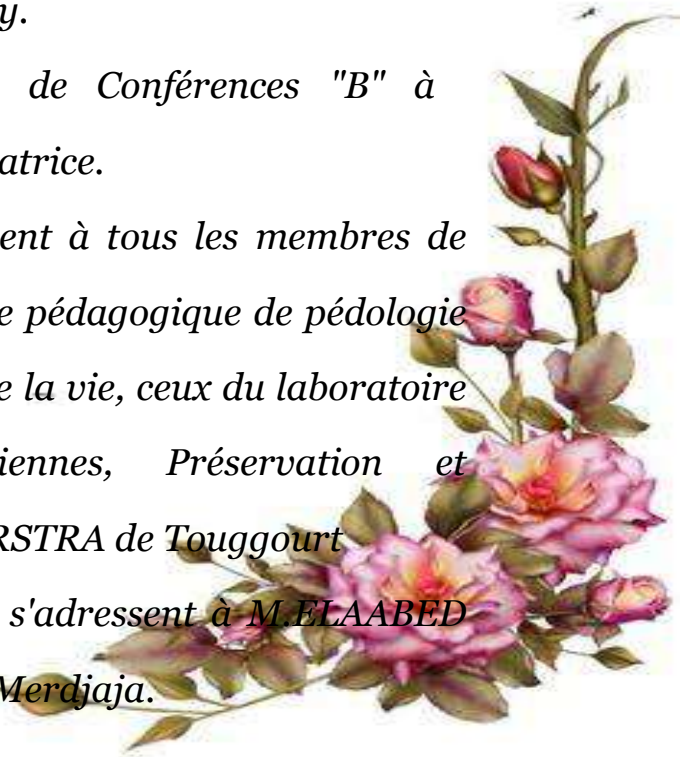 y.
de Conférences "B" à
atrice.
ent à tous les membres de
e pédagogique de pédologie
e la vie, ceux du laboratoire
iennes, Préservation et
RSTRA de Touggourt
s'adressent à M.ELAABED
Merdjaja.